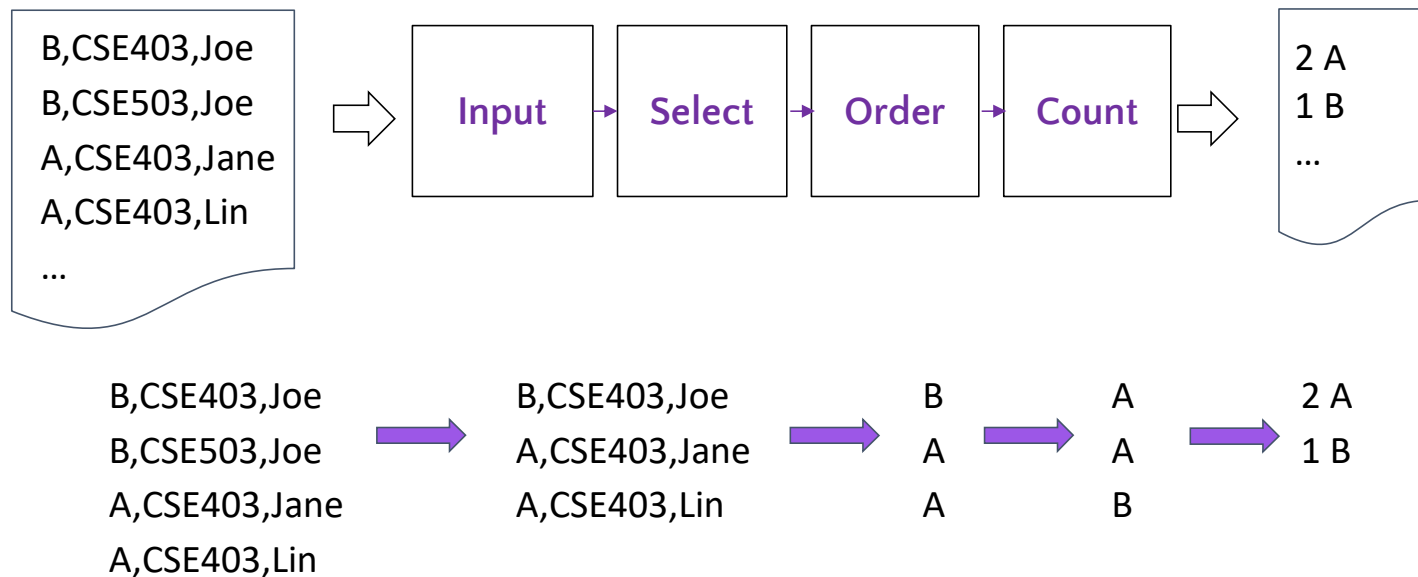 B,CSE403,Joe
B,CSE503,Joe
A,CSE403,Jane
A,CSE403,Lin
...
Input
Select
Order
Count
2 A
1 B
...
B,CSE403,Joe
B,CSE503,Joe
A,CSE403,Jane
A,CSE403,Lin
B,CSE403,Joe
A,CSE403,Jane
A,CSE403,Lin
B
A
A
A
A
B
2 A
1 B